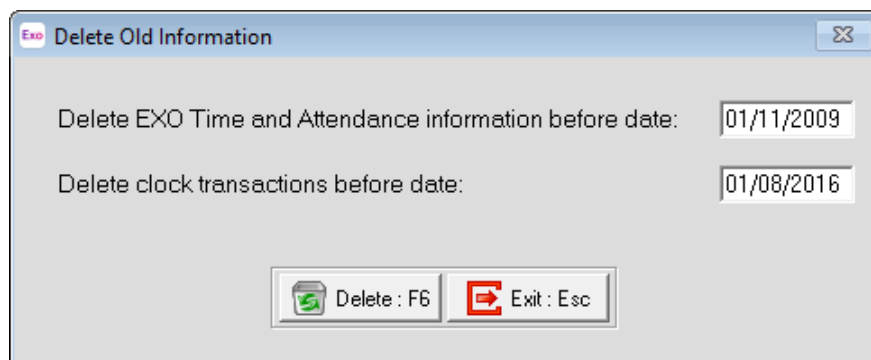 Exo Delete Old Information
Delete EXO Time and Attendance information before date: 01/11/2009
Delete clock transactions before date: 01/08/2016
Delete : F6 Exit : Esc